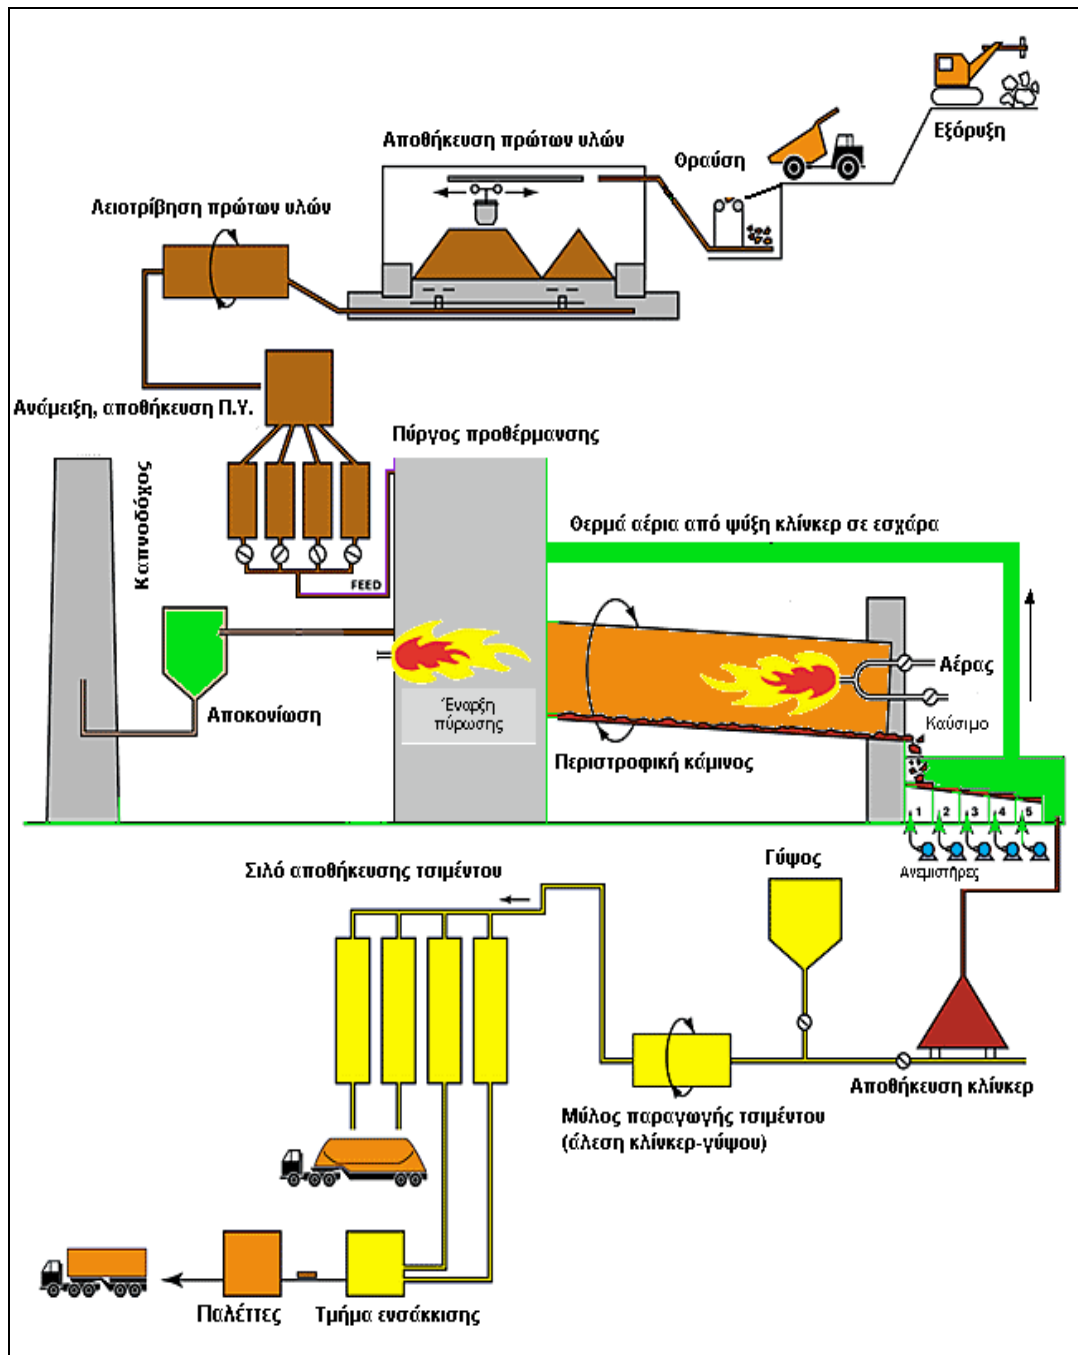 Εξόρυξη
Θραύση
Αποθήκευση πρώτων υλών
Λειοτρίβηση πρώτων υλών
Ανάμειξη, αποθήκευση Π.Υ.
Πύργος προθέρμανσης
Καπνοδόχος
FEED
Θερμά αέρια από ψύξη κλίνκερ σε εσχάρα
Αποκονίωση
Έναρξη
πύρωσης
Αέρας
Καύσιμο
Περιστροφική κάμινος
1 2 3 4 5
Ανεμιστήρες
Σιλό αποθήκευσης τσιμέντου
Γύψος
Αποθήκευση κλίνκερ
Μύλος παραγωγής τσιμέντου
(άλεση κλίνκερ-γύψου)
Παλέττες
Τμήμα ενσάκκισης